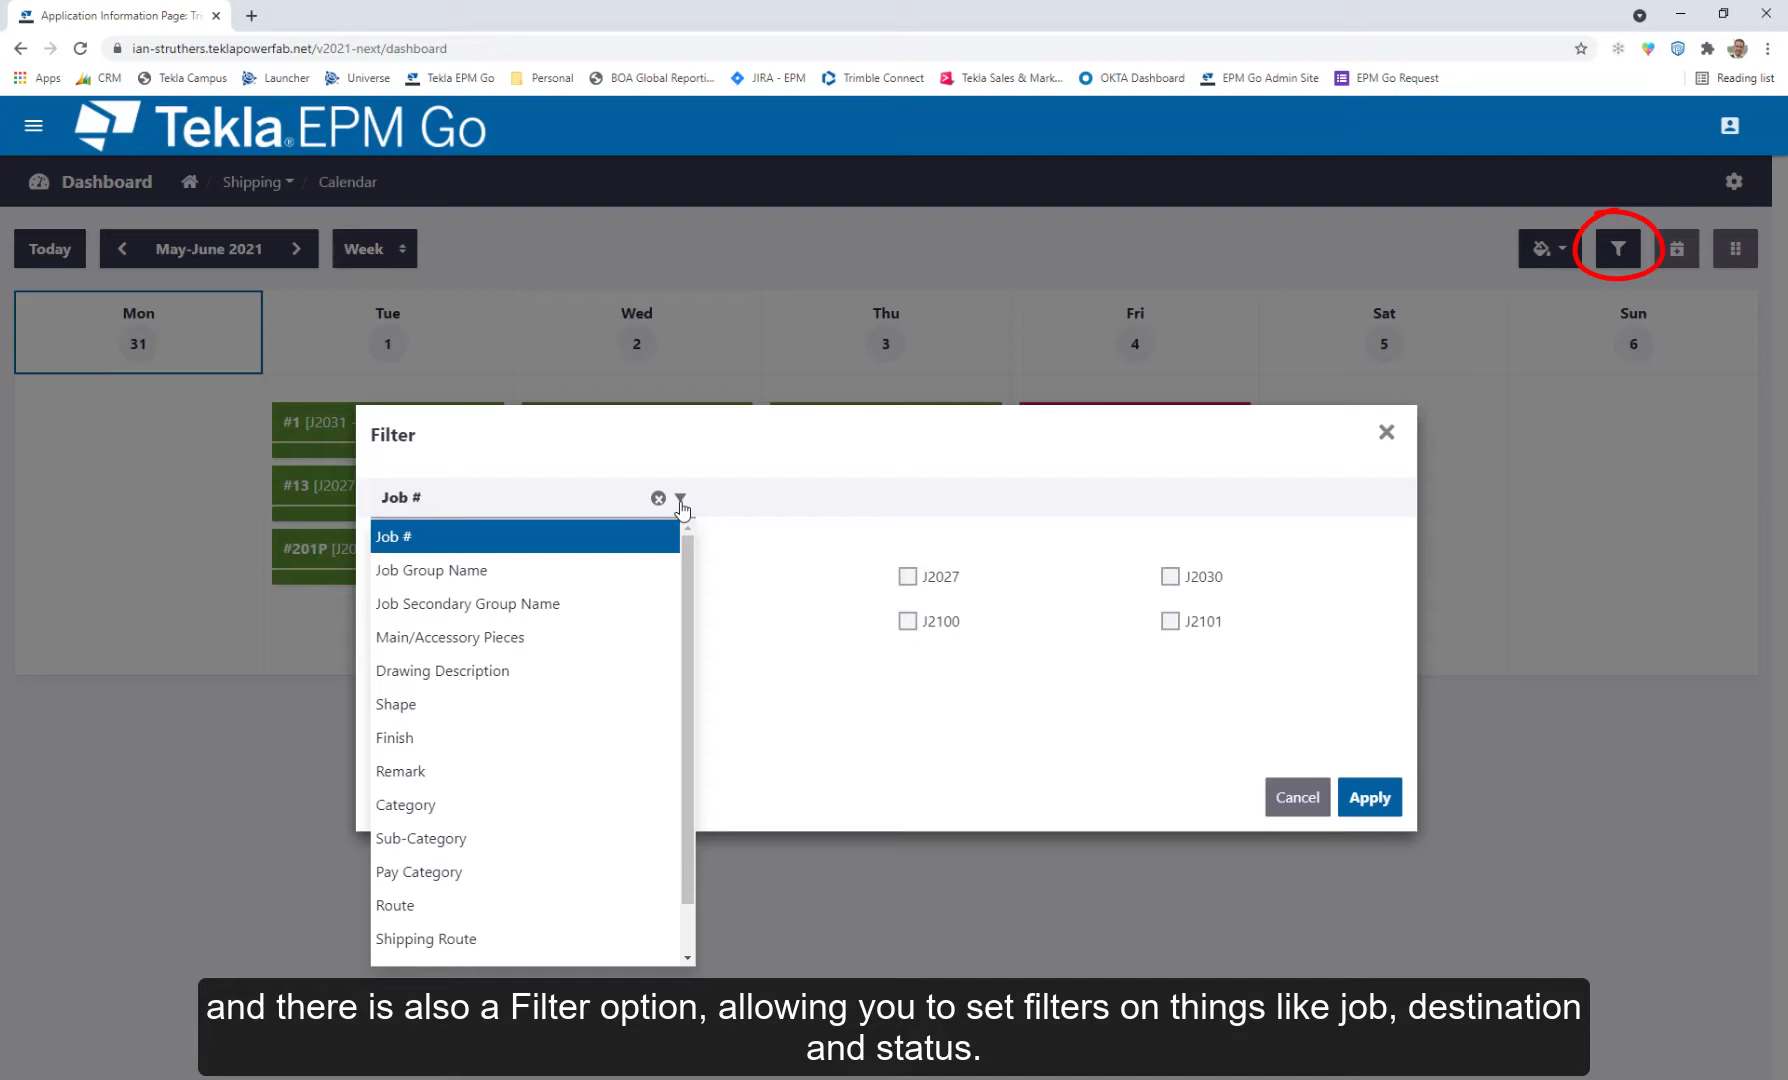 Application Information Page: Tr
ian-struthers.teklapowerfab.net/v2021-next/dashboard
Apps CRM Tekla Campus Launcher Universe Tekla EPM Go Personal BOA Global Reporti... JIRA - EPM Trimble Connect Tekla Sales & Mark... OKTA Dashboard EPM Go Admin Site EPM Go Request Reading list
Tekla® EPM Go
Dashboard / Shipping / Calendar
Today May-June 2021 Week
Mon Tue Wed Thu Fri Sat Sun
31 1 2 3 4 5 6
#1 [J2031 -
#13 [J2027
#201P [J20
Filter
Job #
Job #
Job Group Name
J2027 J2030
Job Secondary Group Name
J2100 J2101
Main/Accessory Pieces
Drawing Description
Shape
Finish
Remark
Cancel Apply
Category
Sub-Category
Pay Category
Route
Shipping Route
and there is also a Filter option, allowing you to set filters on things like job, destination
and status.